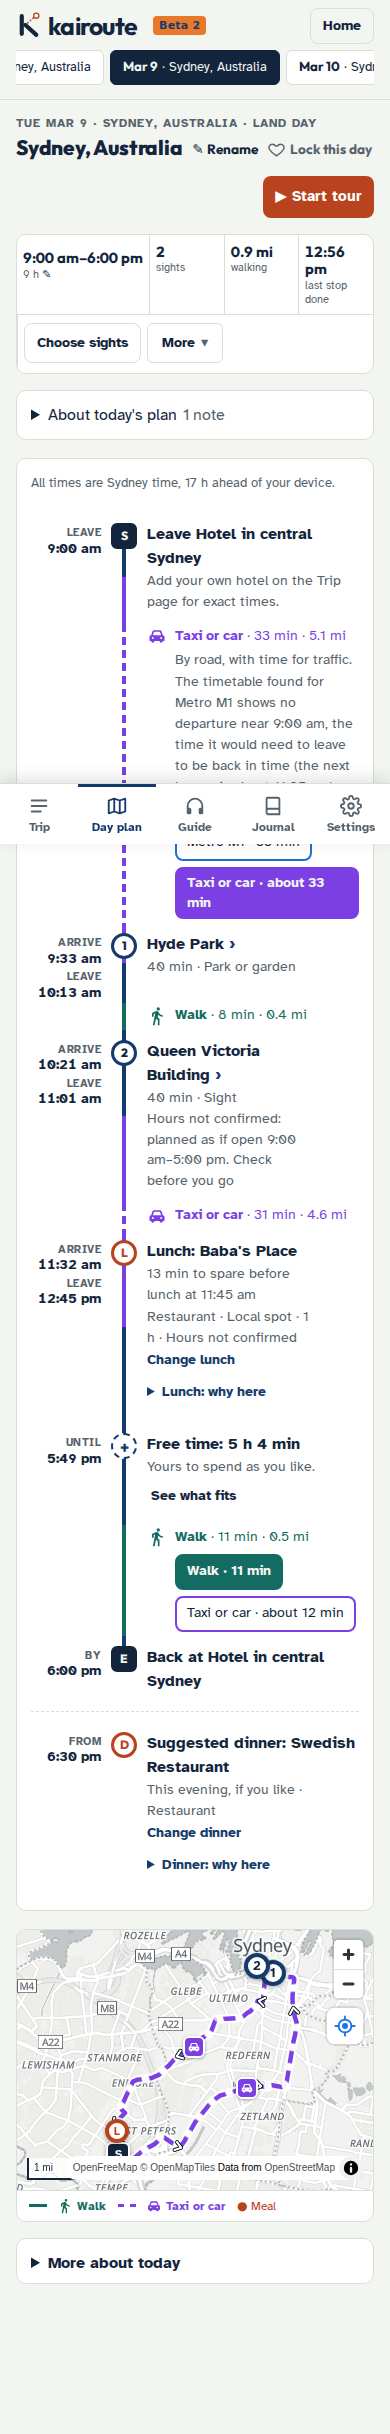 kairoute Beta 2 Home
ney, Australia Mar 9 · Sydney, Australia Mar 10 · Sydn
TUE MAR 9 · SYDNEY, AUSTRALIA · LAND DAY
Sydney, Australia ✎ Rename ♡ Lock this day
▶ Start tour
9:00 am–6:00 pm
9 h ✎
2
sights
0.9 mi
walking
12:56 pm
last stop done
Choose sights More ▼
▶ About today's plan 1 note
All times are Sydney time, 17 h ahead of your device.
LEAVE
9:00 am
S
Leave Hotel in central
Sydney
Add your own hotel on the Trip
page for exact times.
Taxi or car · 33 min · 5.1 mi
By road, with time for traffic.
The timetable found for
Metro M1 shows no
departure near 9:00 am, the
time it would need to leave
to be back in time (the next
Trip Day plan Guide Journal Settings
Taxi or car · about 33
min
ARRIVE
9:33 am
LEAVE
10:13 am
1
Hyde Park ›
40 min · Park or garden
Walk · 8 min · 0.4 mi
ARRIVE
10:21 am
LEAVE
11:01 am
2
Queen Victoria
Building ›
40 min · Sight
Hours not confirmed:
planned as if open 9:00
am–5:00 pm. Check
before you go
Taxi or car · 31 min · 4.6 mi
ARRIVE
11:32 am
LEAVE
12:45 pm
L
Lunch: Baba's Place
13 min to spare before
lunch at 11:45 am
Restaurant · Local spot · 1
h · Hours not confirmed
Change lunch
▶ Lunch: why here
UNTIL
5:49 pm
+
Free time: 5 h 4 min
Yours to spend as you like.
See what fits
Walk · 11 min · 0.5 mi
Walk · 11 min
Taxi or car · about 12 min
BY
6:00 pm
E
Back at Hotel in central
Sydney
FROM
6:30 pm
D
Suggested dinner: Swedish
Restaurant
This evening, if you like ·
Restaurant
Change dinner
▶ Dinner: why here
ROZELLE
Sydney
M4 A4
2 1
+
M4
GLEBE
ULTIMO
−
M8
A22
A22
STANMORE
LEWISHAM
REDFERN
ZETLAND
L
ST PETERS
S
RAND
TEMPE
1 mi
OpenFreeMap © OpenMapTiles Data from OpenStreetMap
Walk Taxi or car Meal
▶ More about today